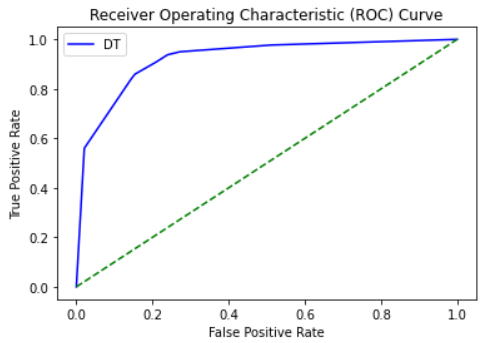 Receiver Operating Characteristic (ROC) Curve
DT
True Positive Rate
1.0
0.8
0.6
0.4
0.2
0.0
0.0 0.2 0.4 0.6 0.8 1.0
False Positive Rate